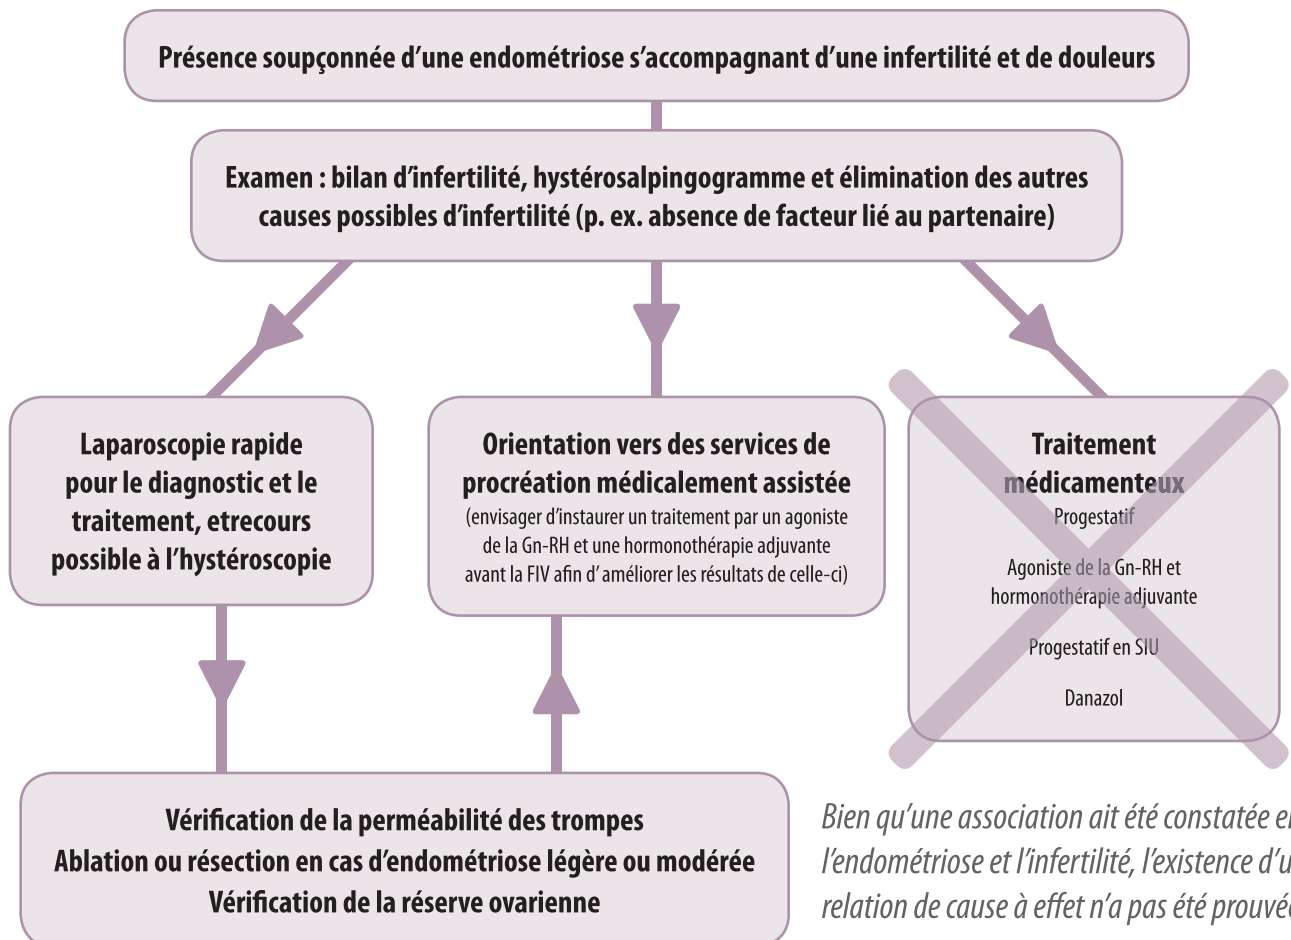 Présence soupçonnée d’une endométriose s’accompagnant d’une infertilité et de douleurs
Examen : bilan d’infertilité, hystérosalpingogramme et élimination des autres
causes possibles d’infertilité (p. ex. absence de facteur lié au partenaire)
Laparoscopie rapide
pour le diagnostic et le
traitement, etrecours
possible à l’hystéroscopie
Orientation vers des services de
procréation médicalement assistée
(envisager d’instaurer un traitement par un agoniste
de la Gn-RH et une hormonothérapie adjuvante
avant la FIV afin d’ améliorer les résultats de celle-ci)
Traitement
médicamenteux
Progestatif
Agoniste de la Gn-RH et
hormonothérapie adjuvante
Progestatif en SIU
Danazol
Vérification de la perméabilité des trompes
Ablation ou résection en cas d’endométriose légère ou modérée
Vérification de la réserve ovarienne
Bien qu’une association ait été constatée
l’endométriose et l’infertilité, l’existence
relation de cause à effet n’a pas été prouvée